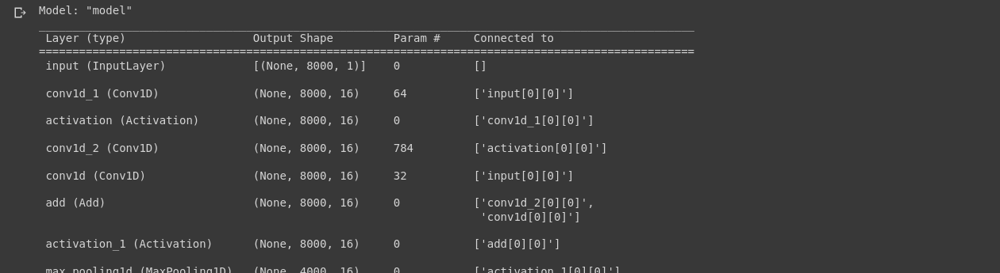 Model: "model"
__________________________________________________________________________________________________
Layer (type) Output Shape Param # Connected to
==================================================================================================
input (InputLayer) [(None, 8000, 1)] 0 []
conv1d_1 (Conv1D) (None, 8000, 16) 64 ['input[0][0]']
activation (Activation) (None, 8000, 16) 0 ['conv1d_1[0][0]']
conv1d_2 (Conv1D) (None, 8000, 16) 784 ['activation[0][0]']
conv1d (Conv1D) (None, 8000, 16) 32 ['input[0][0]']
add (Add) (None, 8000, 16) 0 ['conv1d_2[0][0]',
'conv1d[0][0]']
activation_1 (Activation) (None, 8000, 16) 0 ['add[0][0]']
max_pooling1d (MaxPooling1D) (None, 4000, 16) 0 ['activation_1[0][0]']